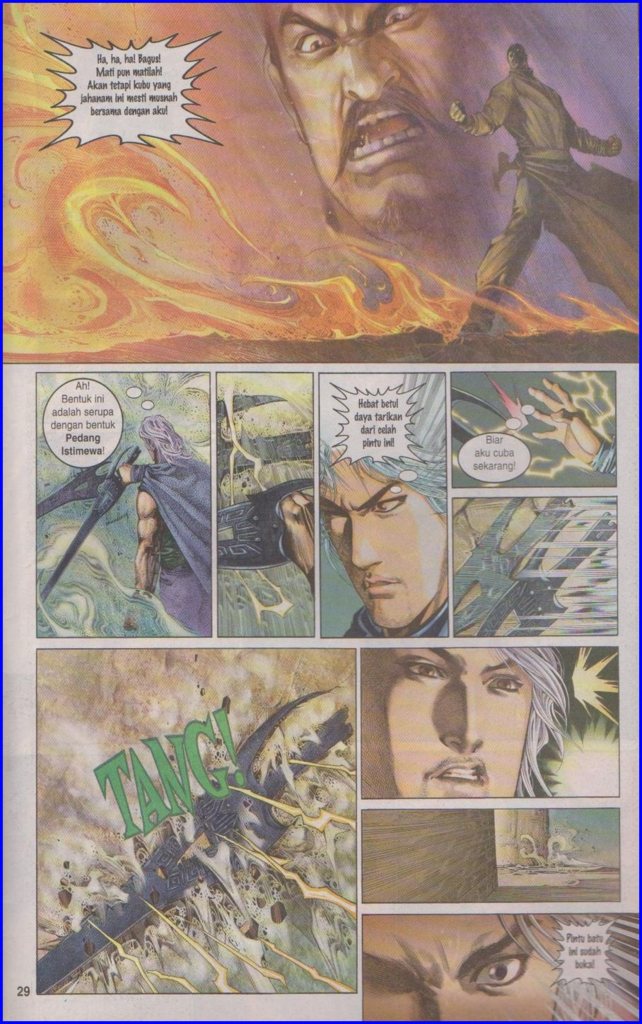 Ha, ha, ha! Bagus!
Mati pun matilah!
Akan tetapi kubu yang
jahanam ini mesti musnah
bersama dengan aku!
Ah!
Bentuk ini
adalah serupa
dengan bentuk
Pedang
Istimewa!
Hebat betul
daya tarikan
dari celah
pintu ini!
Biar
aku cuba
sekarang!
TANG!
Pintu batu
ini sudah
buka!
29